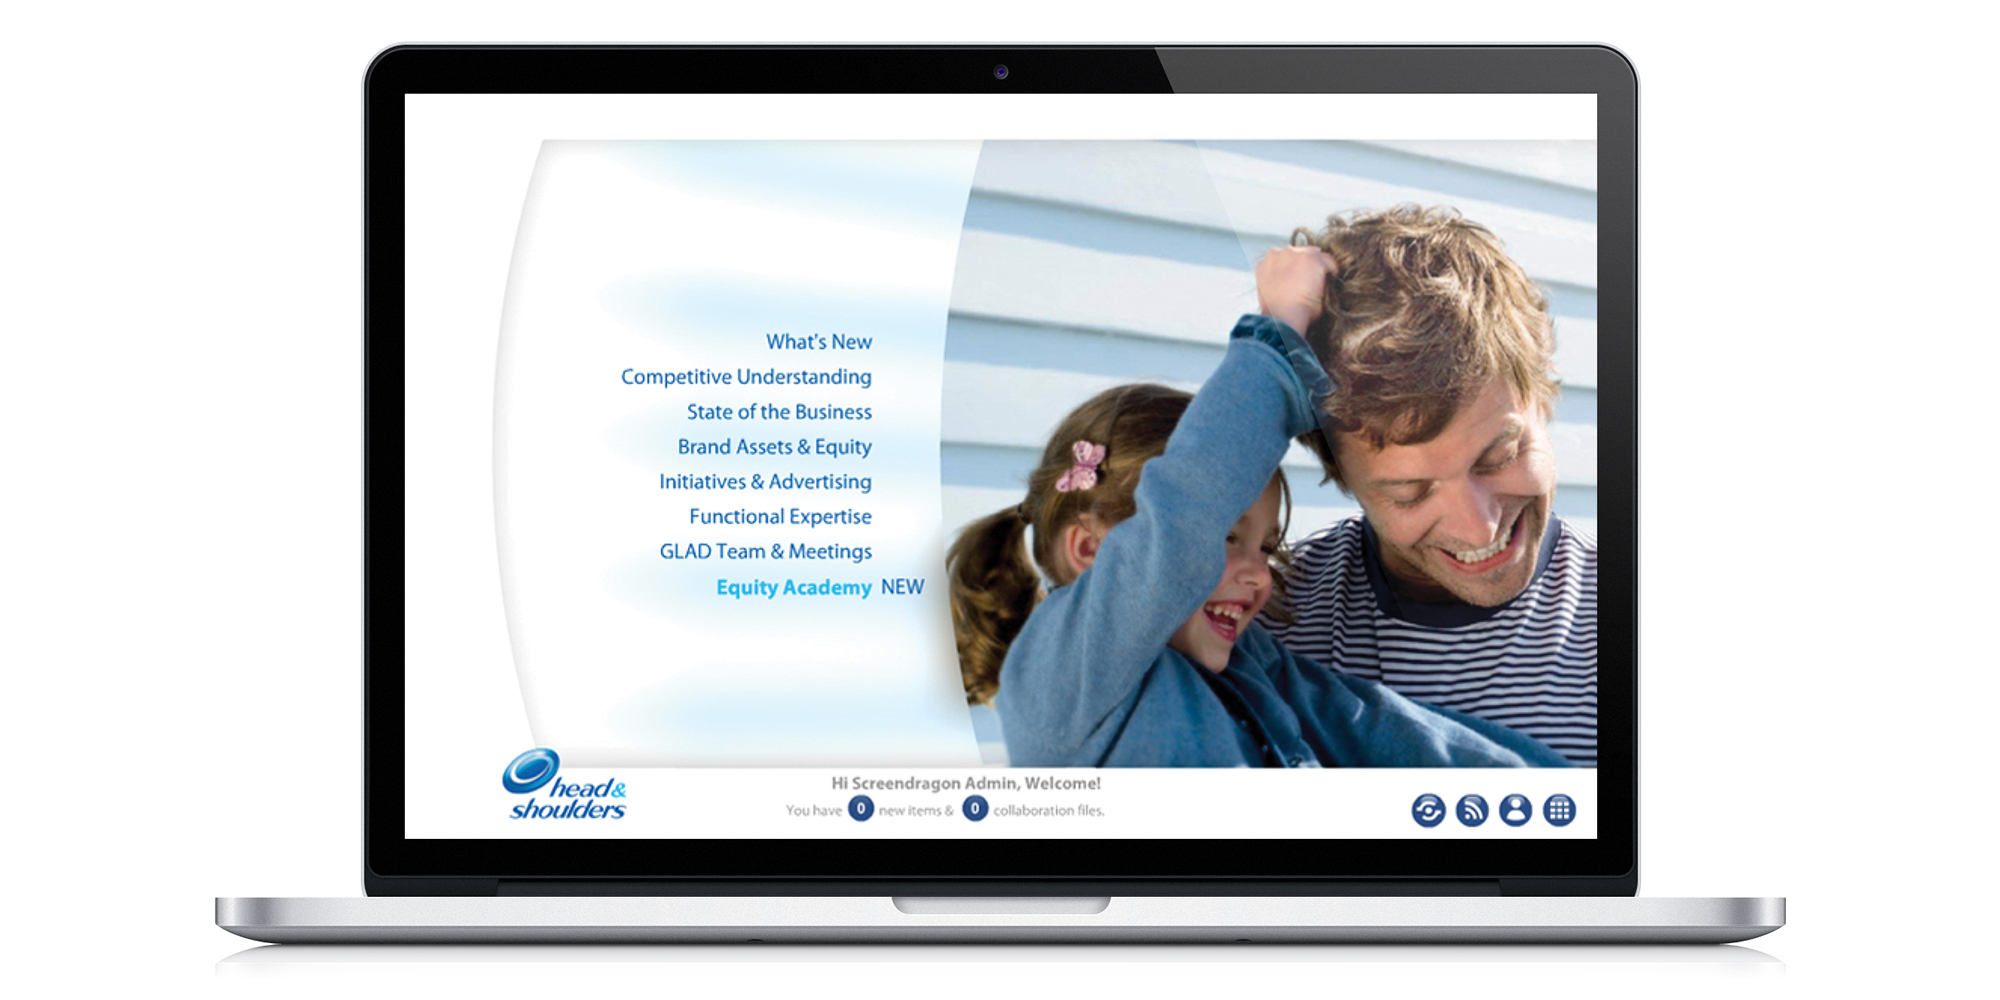 What's New
Competitive Understanding
State of the Business
Brand Assets & Equity
Initiatives & Advertising
Functional Expertise
GLAD Team & Meetings
Equity Academy NEW
head&
shoulders
Hi Screendragon Admin, Welcome!
You have 0 new items & 0 collaboration files.